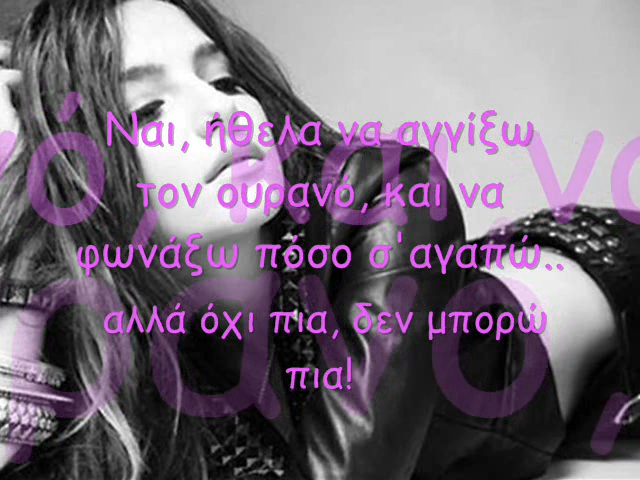 Ναι, ήθελα να αγγίξω
τον ουρανό, και να
φωνάξω πόσο σ'αγαπώ..
αλλά όχι πια, δεν μπορώ
πια!